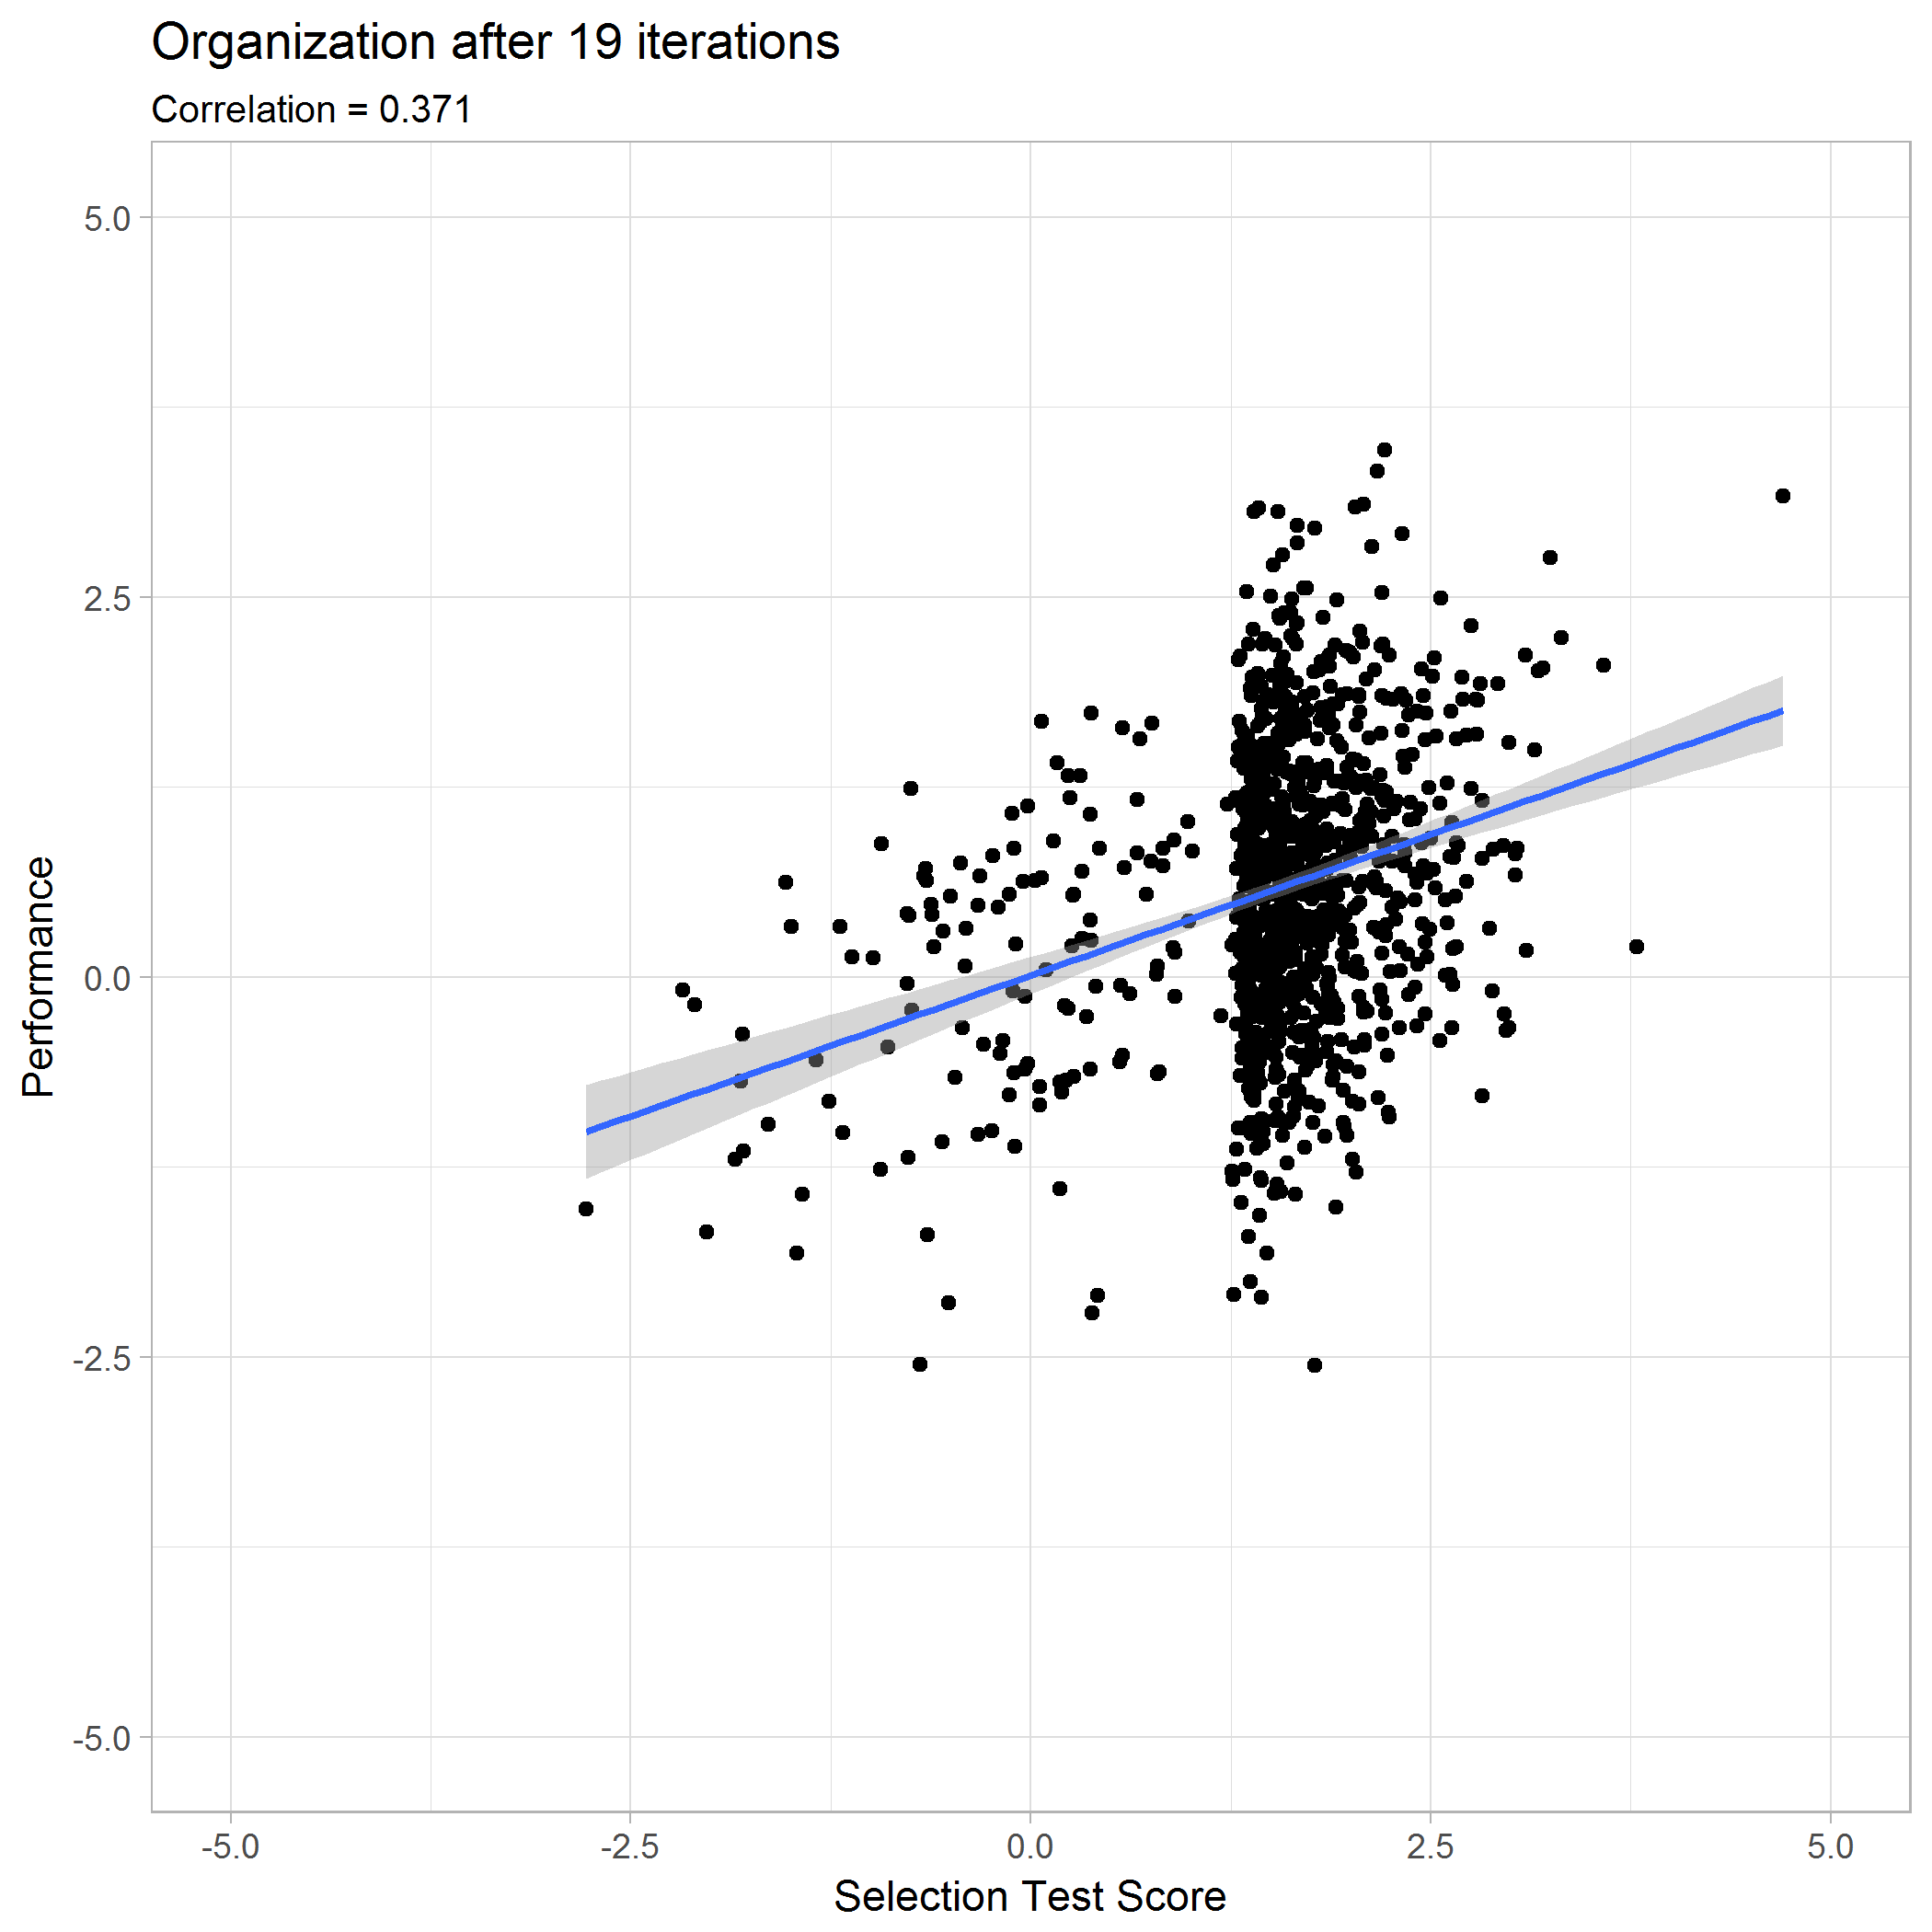 Organization after 19 iterations
Correlation = 0.371
5.0
2.5
0.0
-2.5
-5.0
Performance
-5.0 -2.5 0.0 2.5 5.0
Selection Test Score